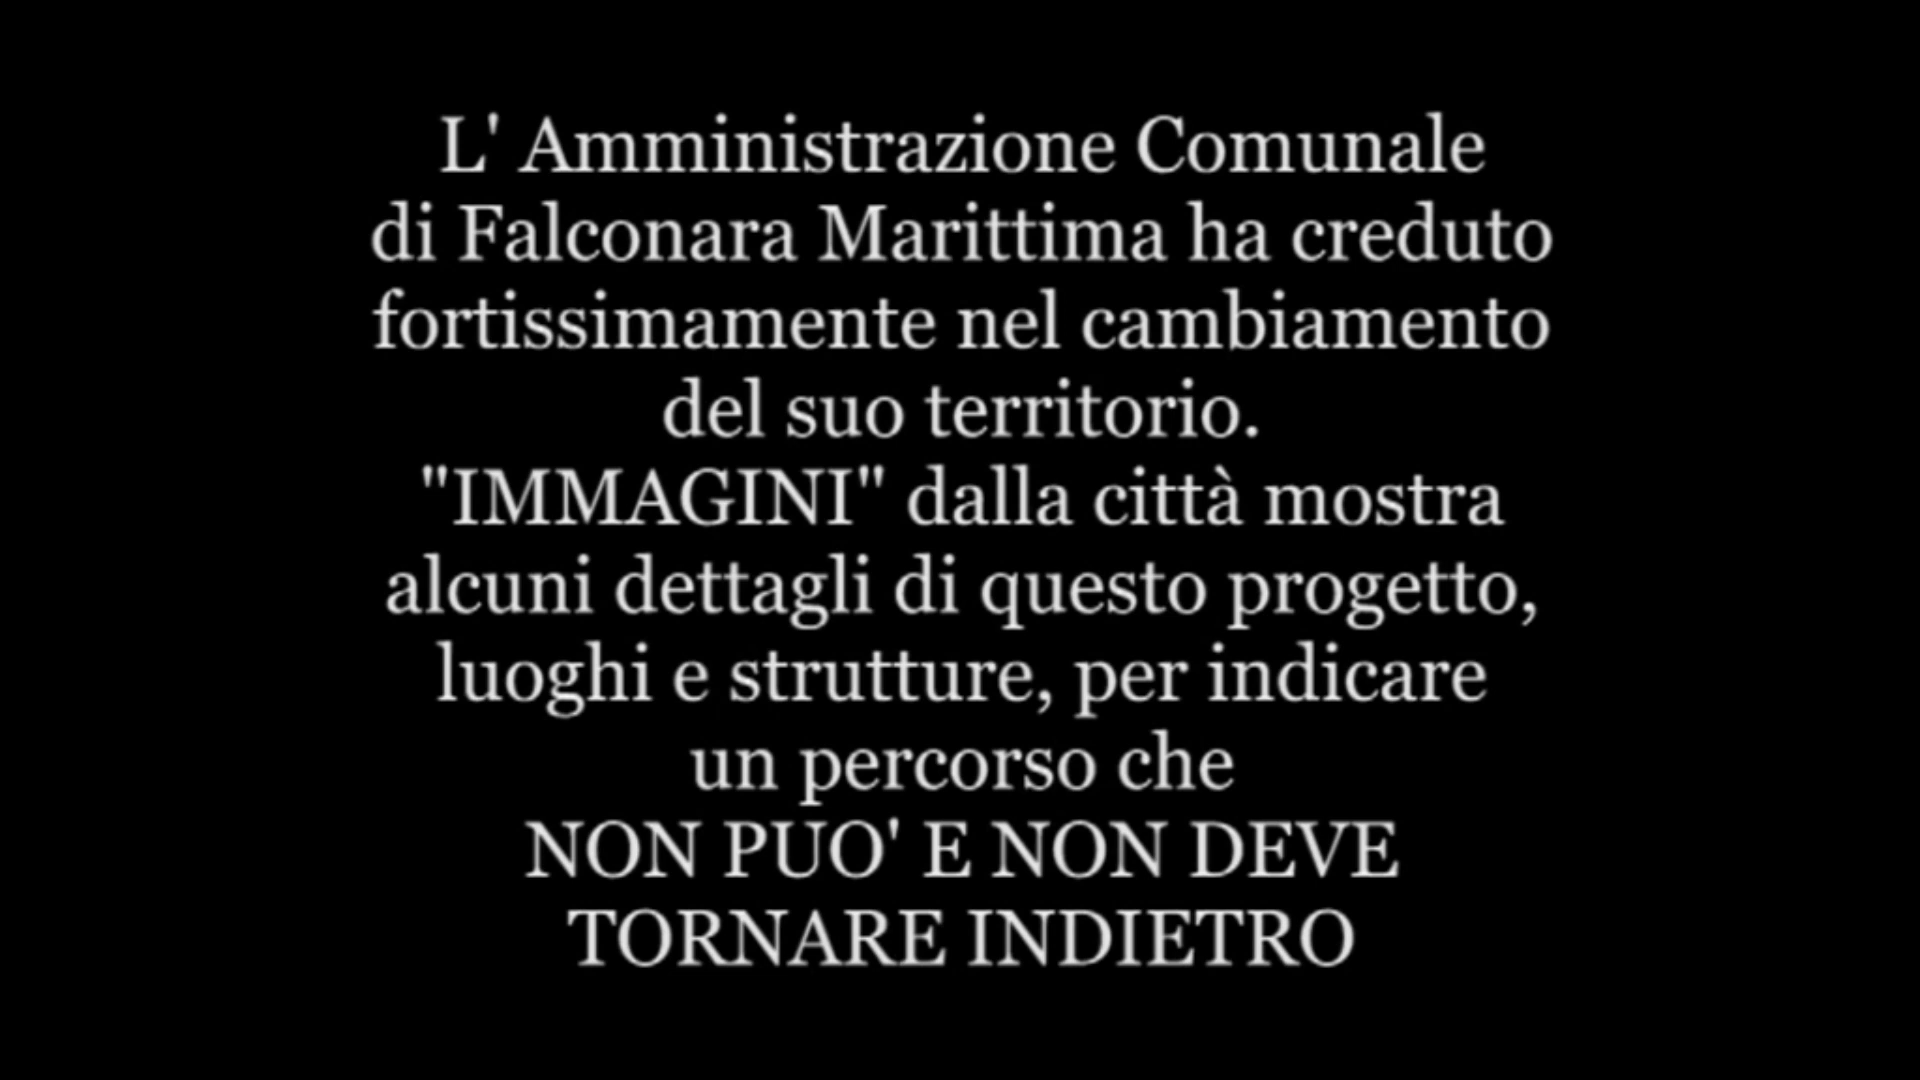 L' Amministrazione Comunale
di Falconara Marittima ha creduto
fortissimamente nel cambiamento
del suo territorio.
"IMMAGINI" dalla città mostra
alcuni dettagli di questo progetto,
luoghi e strutture, per indicare
un percorso che
NON PUO' E NON DEVE
TORNARE INDIETRO